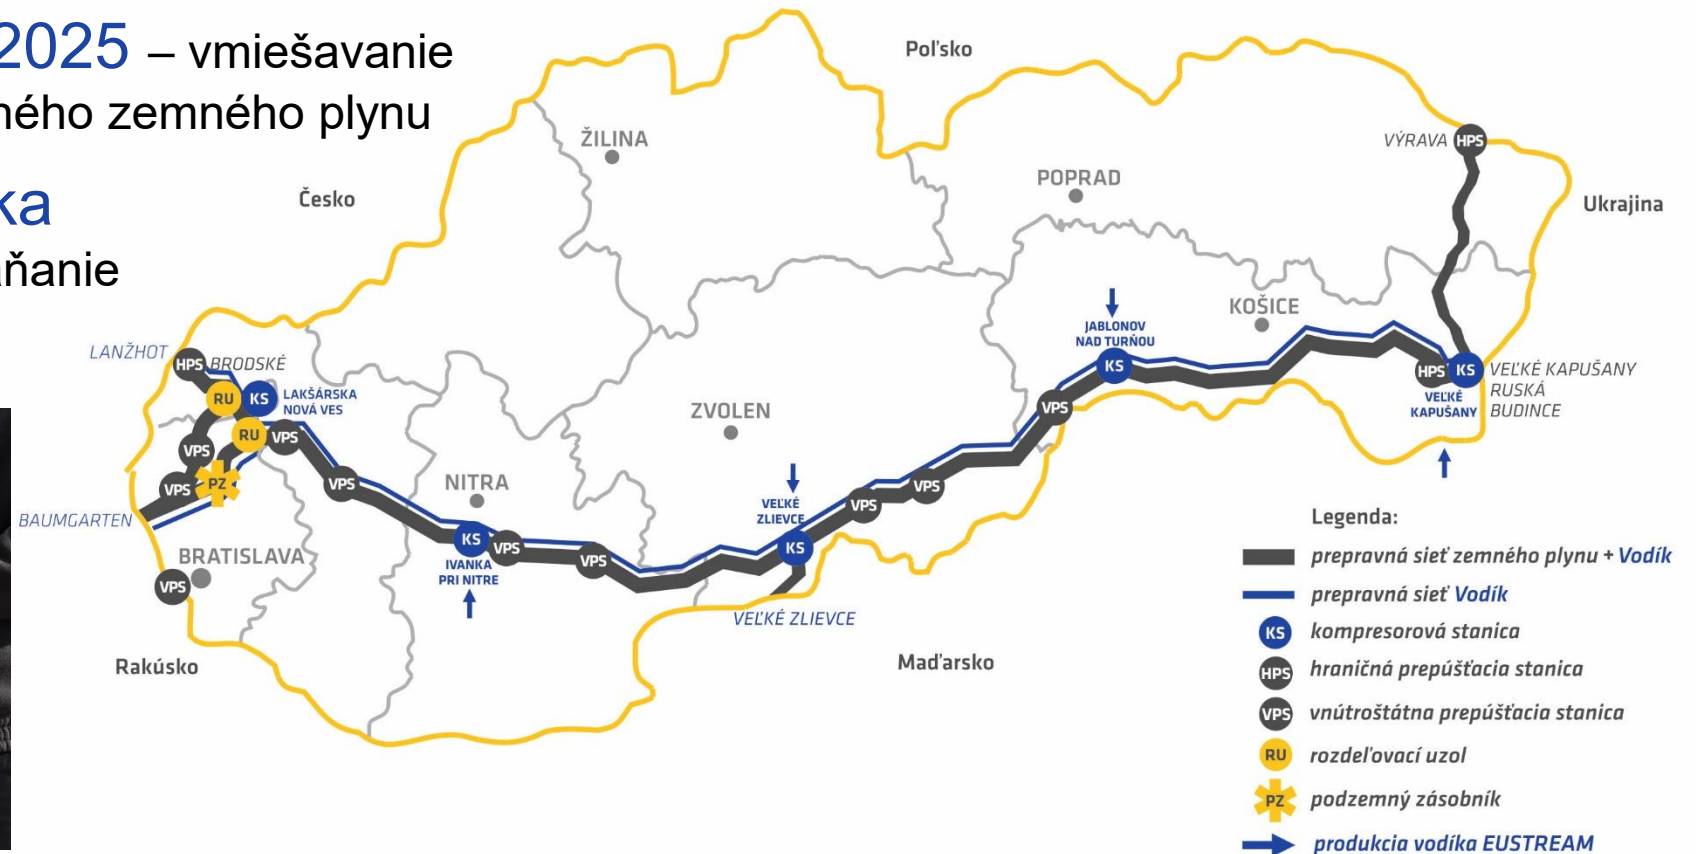 2025 – vmiešavanie
ného zemného plynu
ka
aňanie
Poľsko
Česko
Ukrajina
Rakúsko
Maďarsko
ŽILINA
POPRAD
KOŠICE
ZVOLEN
NITRA
BRATISLAVA
VÝRAVA
HPS
LANŽHOT
HPS
BRODSKÉ
RU
KS
LAKŠÁRSKA
NOVÁ VES
RU
VPS
VPS
VPS
PZ
BAUMGARTEN
VPS
VPS
KS
IVANKA
PRI NITRE
VPS
VPS
VEĽKÉ
ZLIEVCE
KS
VEĽKÉ ZLIEVCE
VPS
VPS
VPS
JABLONOV
NAD TURŇOU
KS
HPS
KS
VEĽKÉ
KAPUŠANY
VEĽKÉ KAPUŠANY
RUSKÁ
BUDINCE
Legenda:
prepravná sieť zemného plynu + Vodík
prepravná sieť Vodík
KS kompresorová stanica
HPS hraničná prepúšťacia stanica
VPS vnútroštátna prepúšťacia stanica
RU rozdeľovací uzol
PZ podzemný zásobník
produkcia vodíka EUSTREAM